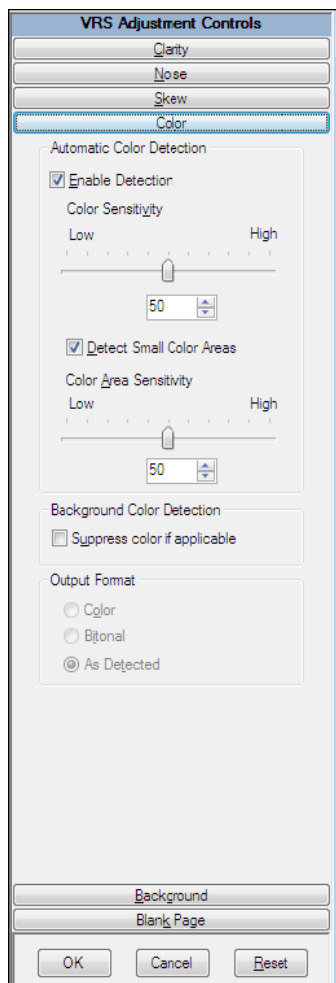 VRS Adjustment Controls
Clarity
Nose
Skew
Color
Automatic Color Detection
Enable Detection
Color Sensitivity
Low High
50
Detect Small Color Areas
Color Area Sensitivity
Low High
50
Background Color Detection
Suppress color if applicable
Output Format
Color
Bitonal
As Detected
Background
Blank Page
OK Cancel Reset